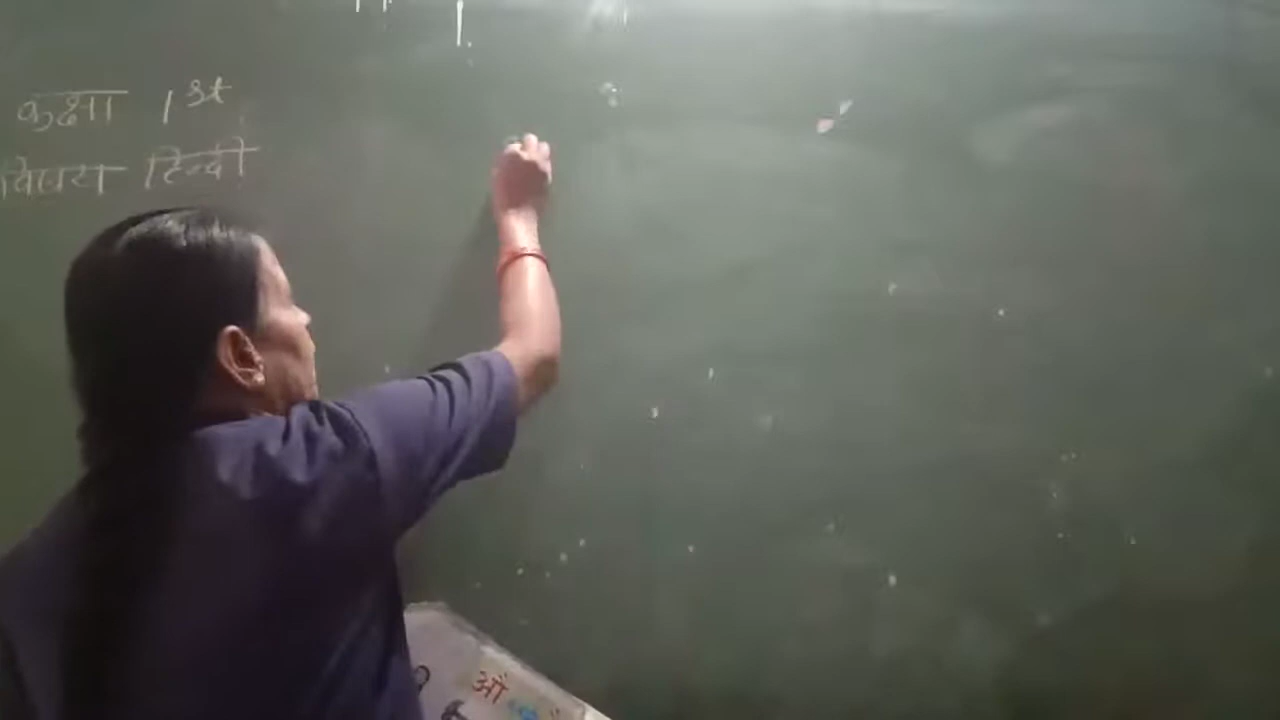 कक्षा 1st
विषय हिन्दी
ओ